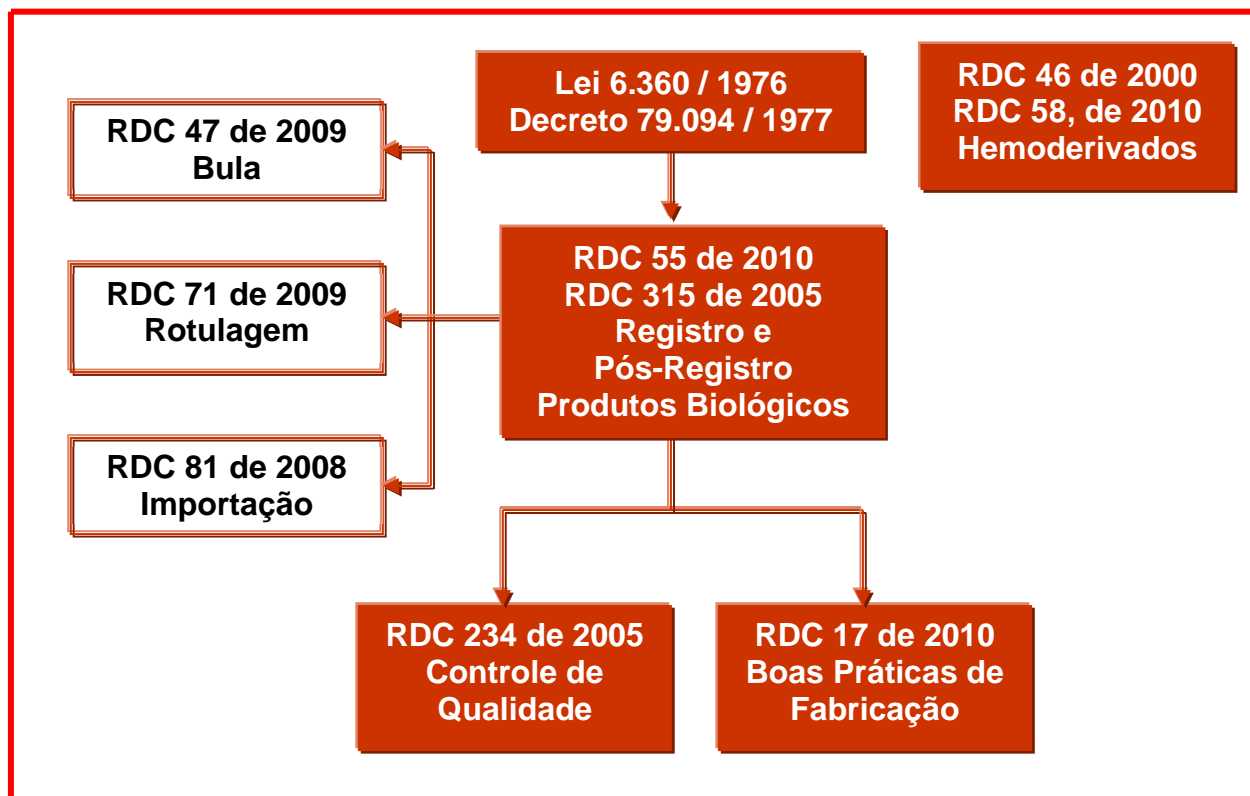 Lei 6.360 / 1976
Decreto 79.094 / 1977
RDC 46 de 2000
RDC 58, de 2010
Hemoderivados
RDC 47 de 2009
Bula
RDC 71 de 2009
Rotulagem
RDC 81 de 2008
Importação
RDC 55 de 2010
RDC 315 de 2005
Registro e
Pós-Registro
Produtos Biológicos
RDC 234 de 2005
Controle de
Qualidade
RDC 17 de 2010
Boas Práticas de
Fabricação